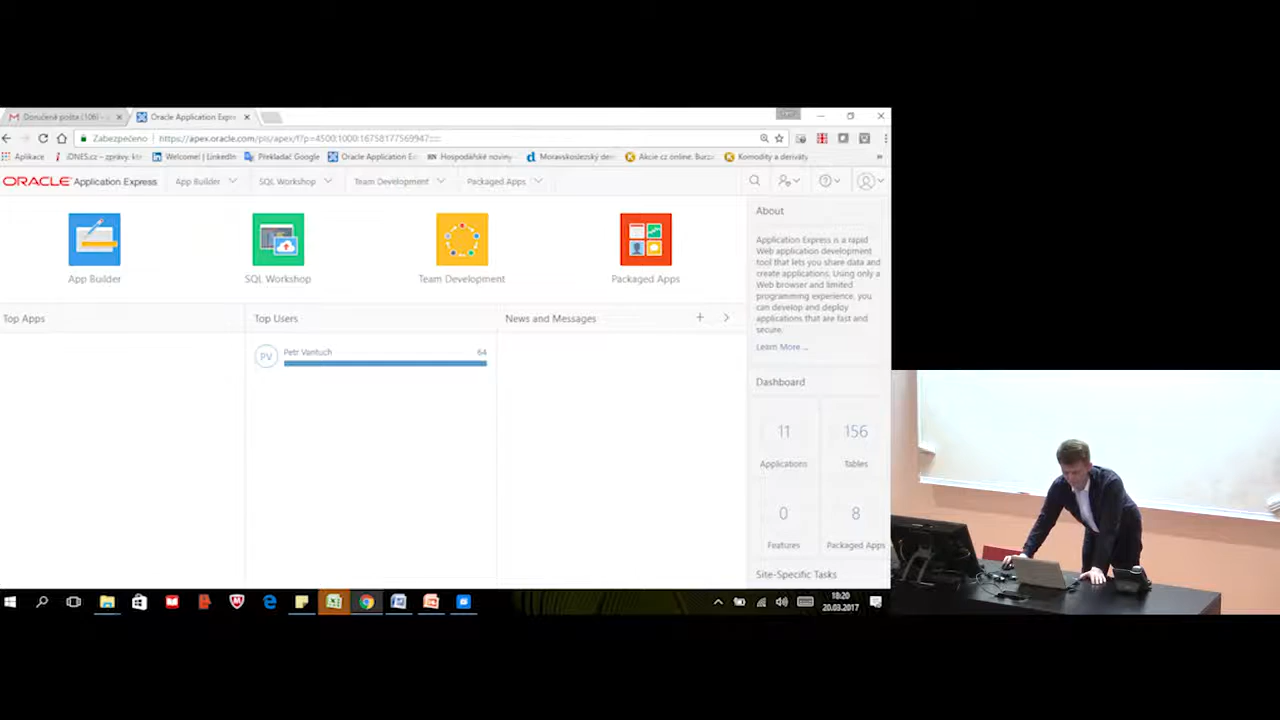 Doručená pošta (106) -
Oracle Application Expre
Zabezpečeno
https://apex.oracle.com/pls/apex/f?p=4500:1000:16758177569947:::::
Aplikace
iDNES.cz – zprávy, kt
Welcome! | LinkedIn
Překladač Google
Oracle Application Ex
Hospodářské noviny
Moravskoslezský den
Akcie cz online. Burza
Komodity a deriváty
»
ORACLE Application Express
App Builder
SQL Workshop
Team Development
Packaged Apps
App Builder
SQL Workshop
Team Development
Packaged Apps
About
Application Express is a rapid
Web application development
tool that lets you share data and
create applications. Using only a
Web browser and limited
programming experience, you
can develop and deploy
applications that are fast and
secure.
Learn More ...
Top Apps
Top Users
News and Messages
PV
Petr Vantuch
64
Dashboard
11
Applications
156
Tables
0
Features
8
Packaged Apps
Site-Specific Tasks
18:20
20.03.2017